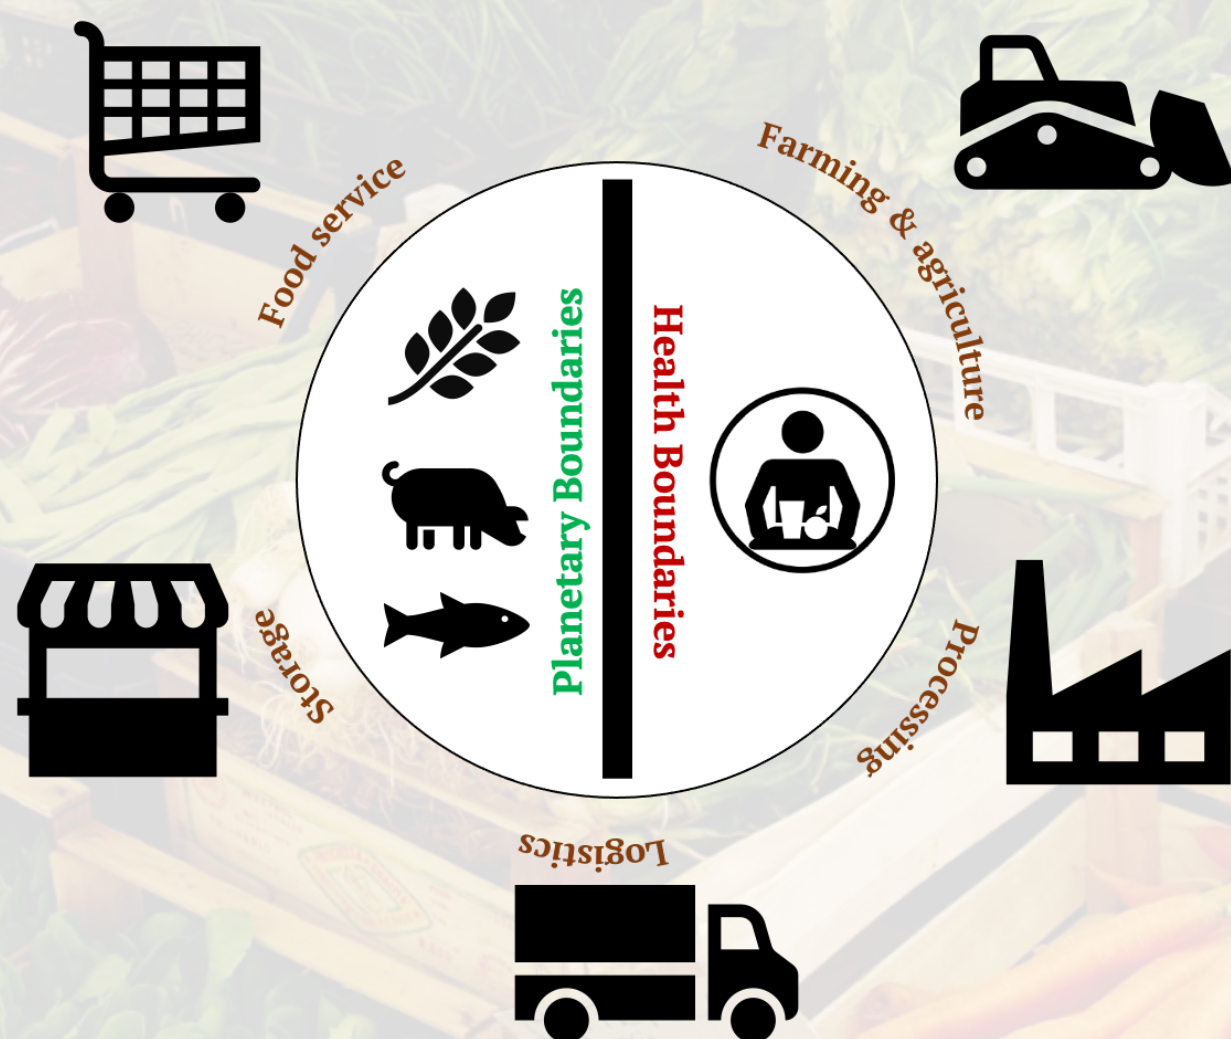 Food service
Farming & agriculture
Planetary Boundaries
Health Boundaries
Storage
Processing
Logistics